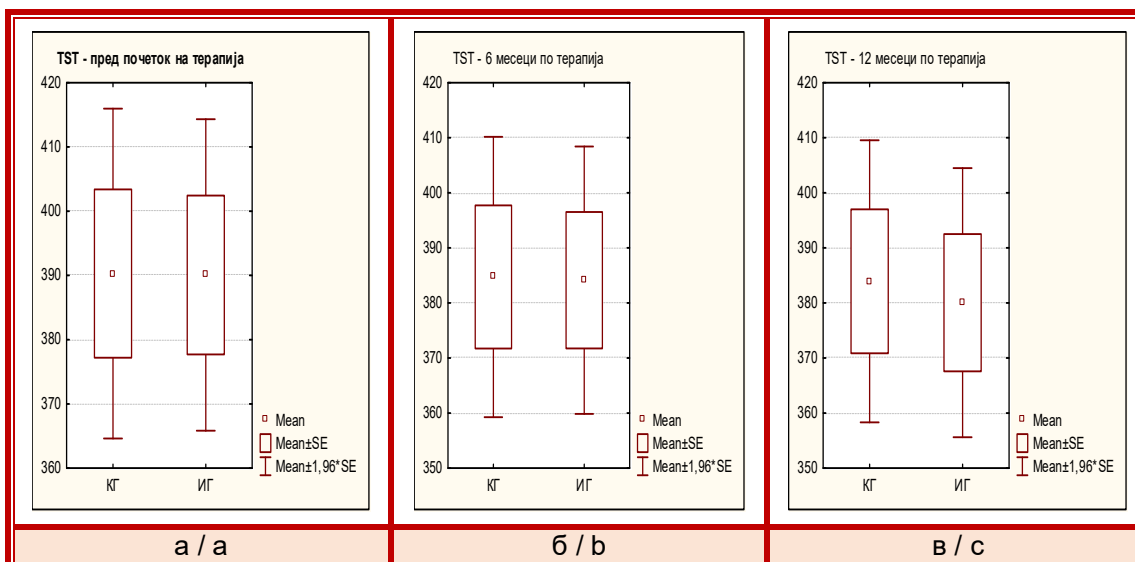 TST - пред почеток на терапија
420
410
400
390
380
370
360
КГ
ИГ
Mean
Mean±SE
Mean±1,96*SE
а / a
TST - 6 месеци по терапија
420
410
400
390
380
370
360
350
КГ
ИГ
Mean
Mean±SE
Mean±1,96*SE
б / b
TST - 12 месеци по терапија
420
410
400
390
380
370
360
350
КГ
ИГ
Mean
Mean±SE
Mean±1,96*SE
в / c